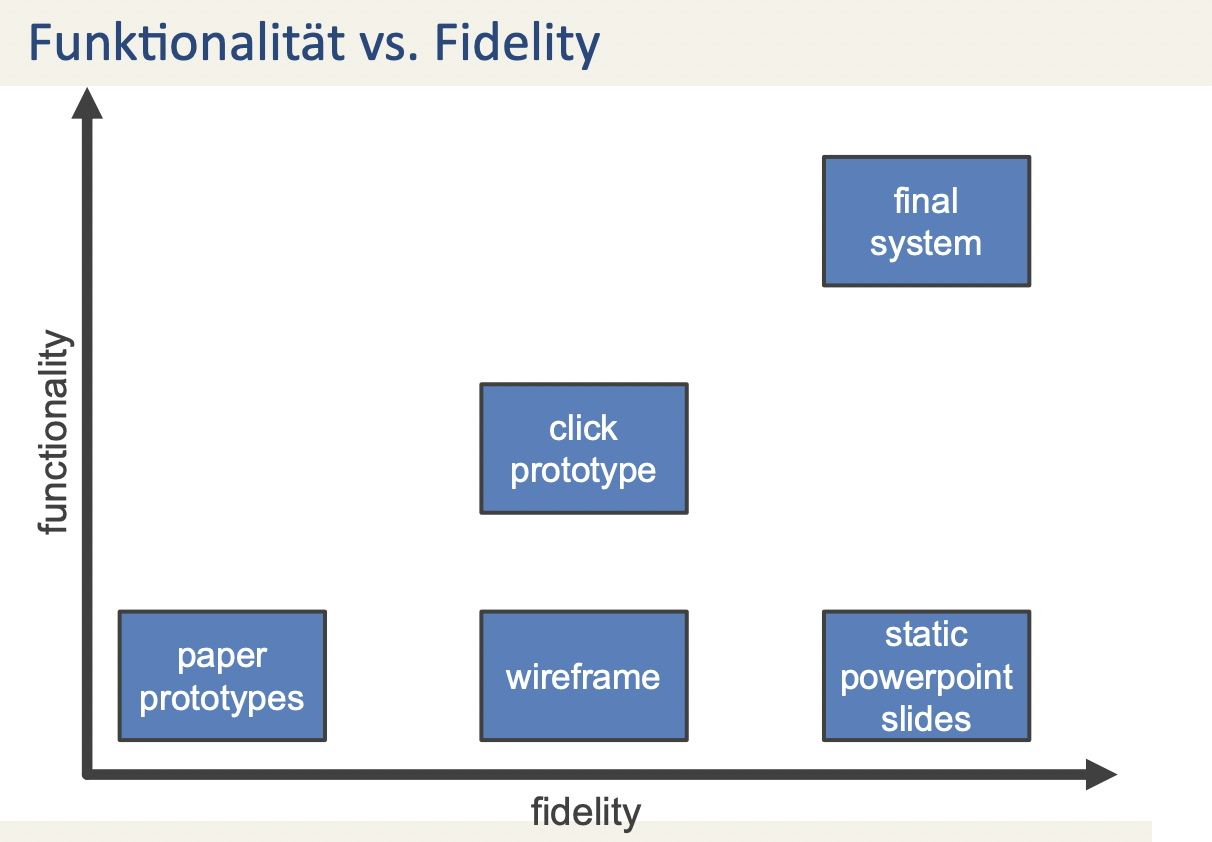 Funktionalität vs. Fidelity
final
system
functionality
click
prototype
paper
prototypes
wireframe
static
powerpoint
slides
fidelity